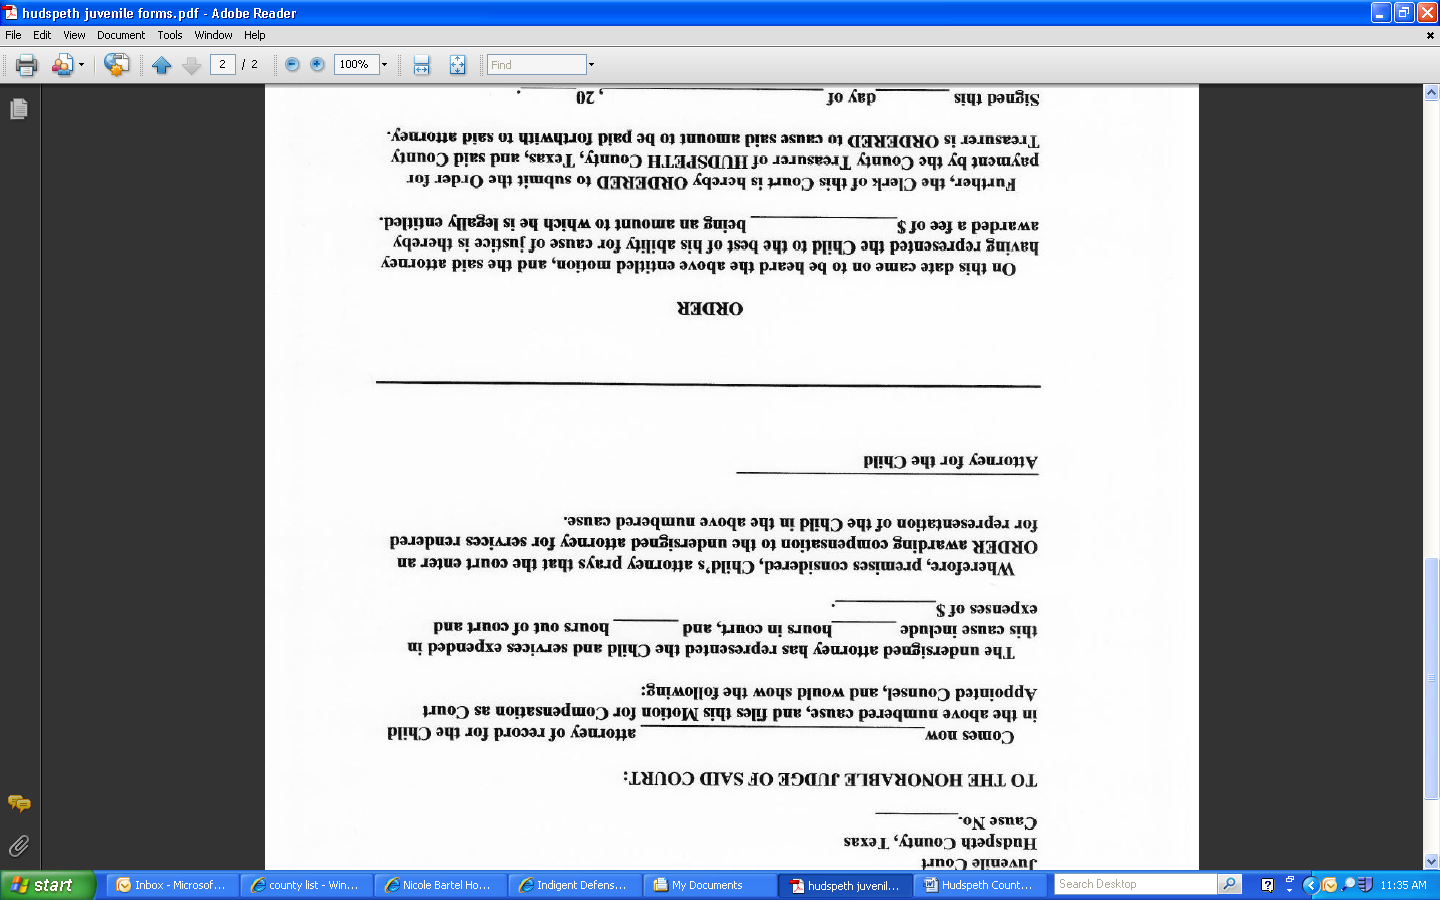 hudspeth juvenile forms.pdf - Adobe Reader
File Edit View Document Tools Window Help
2 / 2 100% Find
Juvenile Court
Hudspeth County, Texas
Cause No.__________
TO THE HONORABLE JUDGE OF SAID COURT:
Comes now______________________________ attorney of record for the Child
in the above numbered cause, and files this Motion for Compensation as Court
Appointed Counsel, and would show the following:
The undersigned attorney has represented the Child and services expended in
this cause include ________hours in court, and ________ hours out of court and
expenses of $____________.
Wherefore, premises considered, Child's attorney prays that the court enter an
ORDER awarding compensation to the undersigned attorney for services rendered
for representation of the Child in the above numbered cause.
________________________________
Attorney for the Child
ORDER
On this date came on to be heard the above entitled motion, and the said attorney
having represented the Child to the best of his ability for cause of justice is thereby
awarded a fee of $__________________ being an amount to which he is legally entitled.
Further, the Clerk of this Court is hereby ORDERED to submit the Order for
payment by the County Treasurer of HUDSPETH County, Texas, and said County
Treasurer is ORDERED to cause said amount to be paid forthwith to said attorney.
Signed this _________day of ___________________________, 20_______.
start Inbox - Microsof... county list - Win... Nicole Bartel Ho... Indigent Defens... My Documents hudspeth juvenil... Hudspeth Count... Search Desktop 11:35 AM